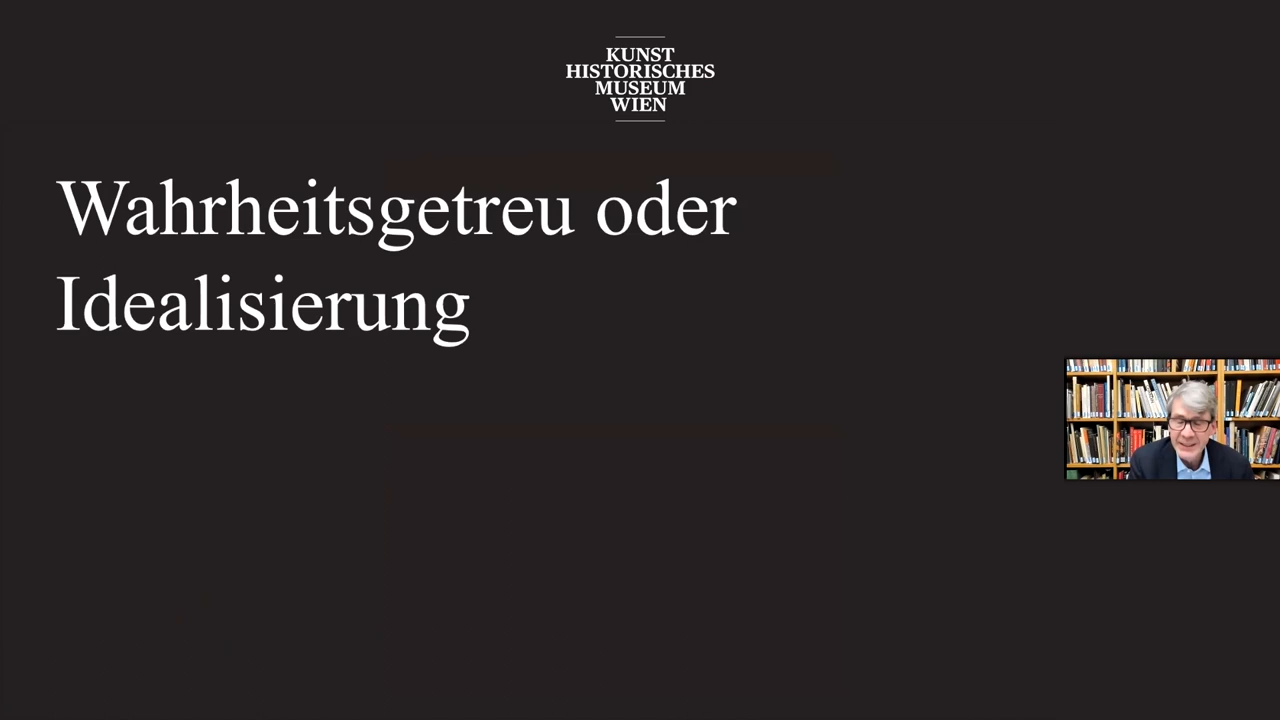 KUNST
HISTORISCHES
MUSEUM
WIEN
Wahrheitsgetreu oder
Idealisierung